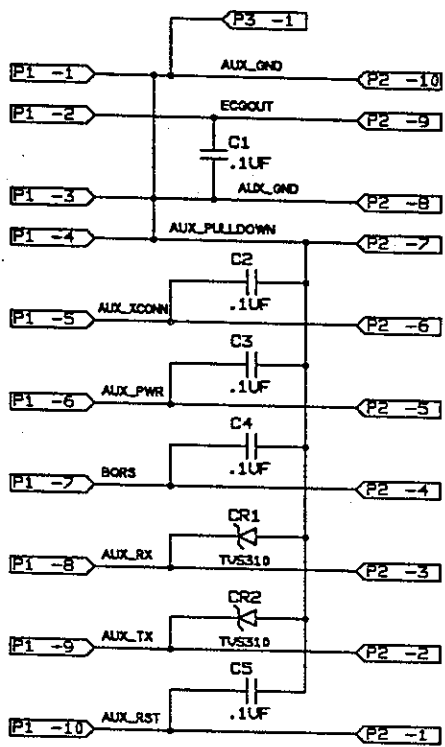 P3 -1
P1 -1 AUX_GND P2 -10
P1 -2 ECGOUT P2 -9
C1
.1UF
P1 -3 AUX_GND P2 -8
P1 -4 AUX_PULLDOWN P2 -7
C2
.1UF
P1 -5 AUX_XCONN P2 -6
C3
.1UF
P1 -6 AUX_PWR P2 -5
C4
.1UF
P1 -7 BORS P2 -4
CR1
TVS310
P1 -8 AUX_RX P2 -3
CR2
TVS310
P1 -9 AUX_TX P2 -2
C5
.1UF
P1 -10 AUX_RST P2 -1